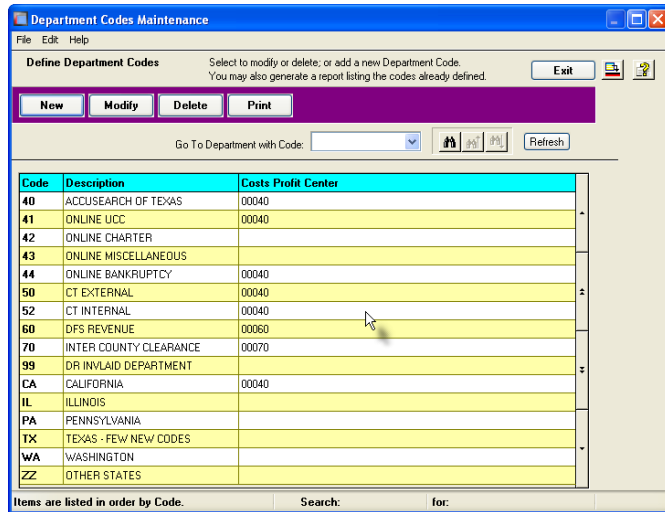 Department Codes Maintenance
File Edit Help
Define Department Codes
Select to modify or delete; or add a new Department Code.
You may also generate a report listing the codes already defined.
Exit
New Modify Delete Print
Go To Department with Code:
Refresh
Code Description Costs Profit Center
40 ACCUSEARCH OF TEXAS 00040
41 ONLINE UCC 00040
42 ONLINE CHARTER
43 ONLINE MISCELLANEOUS
44 ONLINE BANKRUPTCY 00040
50 CT EXTERNAL 00040
52 CT INTERNAL 00040
60 DFS REVENUE 00060
70 INTER COUNTY CLEARANCE 00070
99 DR INVLAID DEPARTMENT
CA CALIFORNIA 00040
IL ILLINOIS
PA PENNSYLVANIA
TX TEXAS - FEW NEW CODES
WA WASHINGTON
ZZ OTHER STATES
Items are listed in order by Code. Search: for: